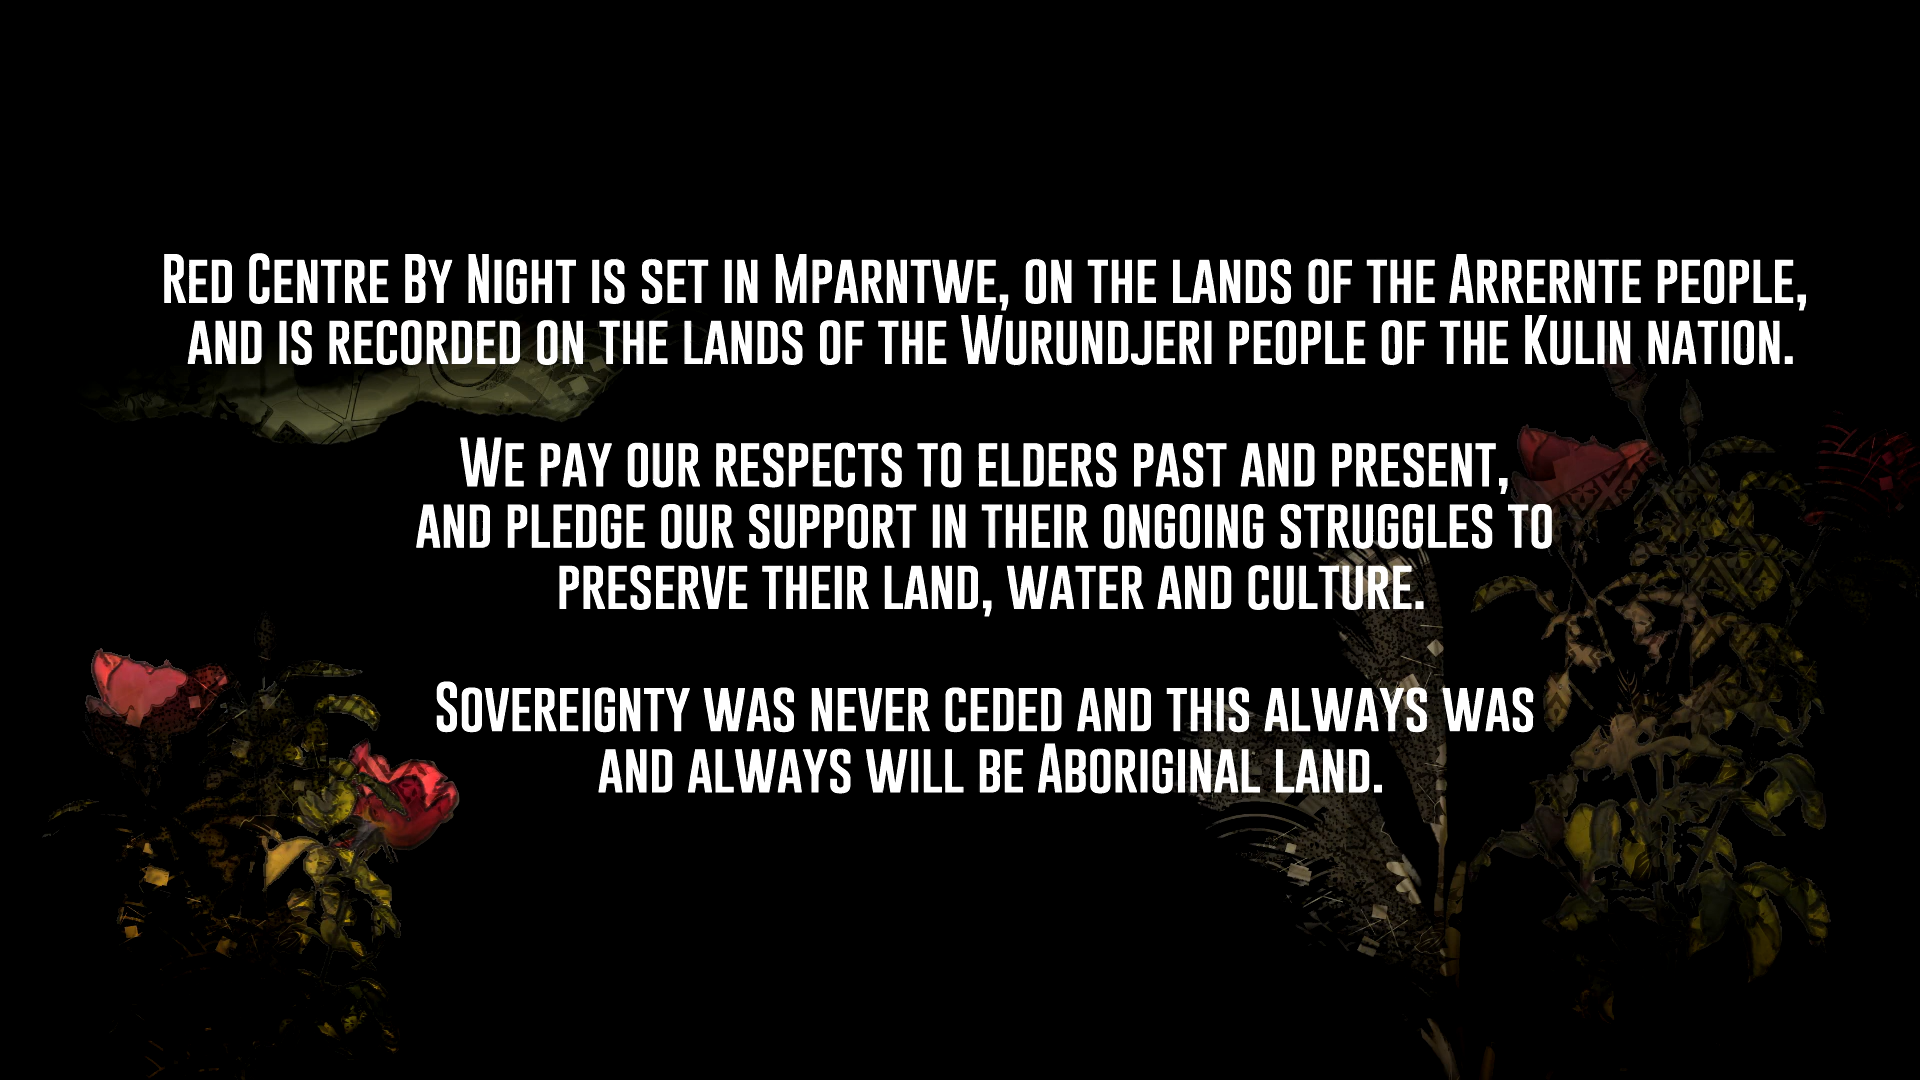 Red Centre By Night is set in Mparntwe, on the lands of the Arrernte people,
and is recorded on the lands of the Wurundjeri people of the Kulin nation.
We pay our respects to elders past and present,
and pledge our support in their ongoing struggles to
preserve their land, water and culture.
Sovereignty was never ceded and this always was
and always will be Aboriginal land.